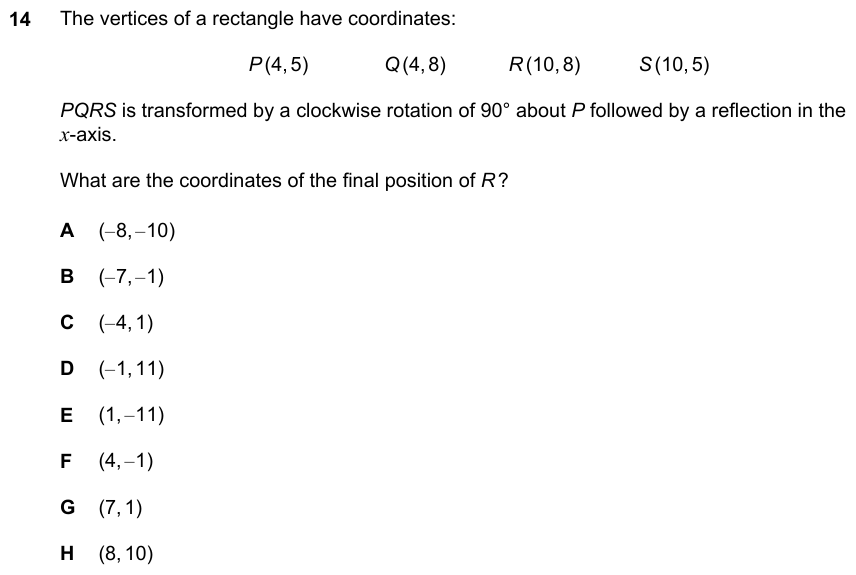 14 The vertices of a rectangle have coordinates:
P(4,5) Q(4,8) R(10,8) S(10,5)
PQRS is transformed by a clockwise rotation of 90° about P followed by a reflection in the
x-axis.
What are the coordinates of the final position of R?
A (–8,–10)
B (–7,–1)
C (–4,1)
D (–1,11)
E (1,–11)
F (4,–1)
G (7,1)
H (8,10)